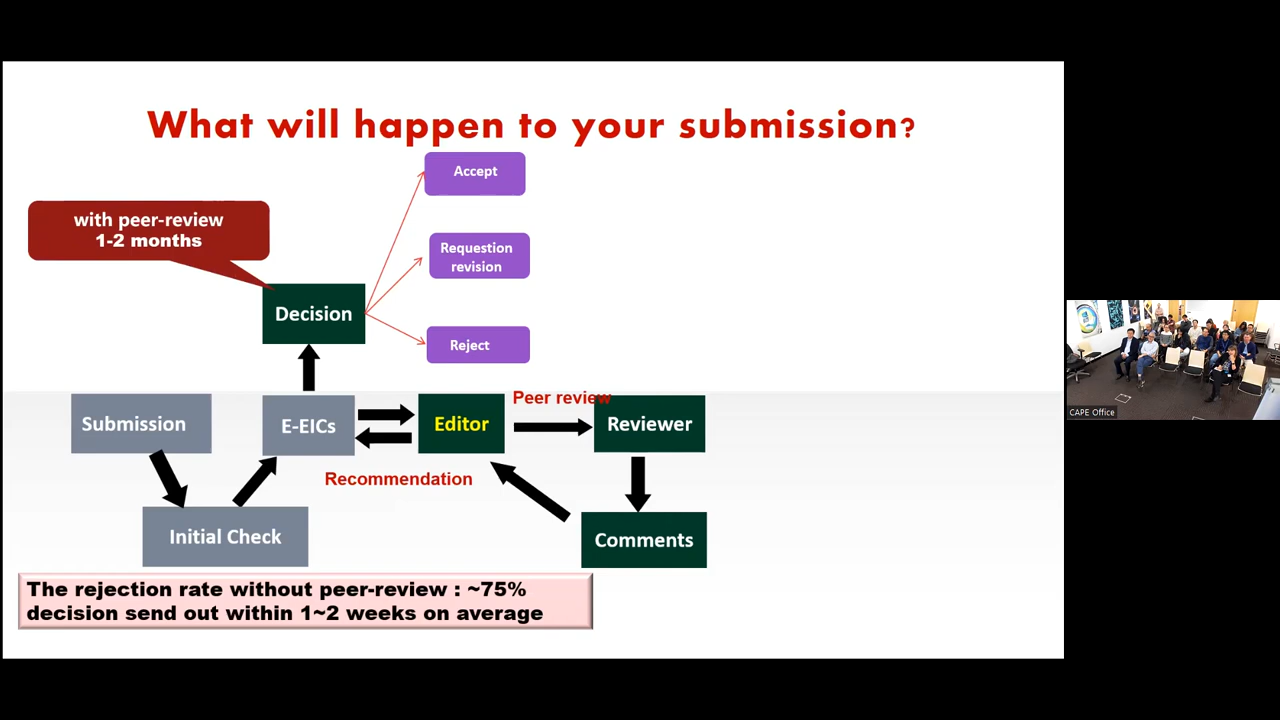 What will happen to your submission?
Accept
with peer-review
1-2 months
Requestion
revision
Decision
Reject
Peer review
Submission
E-EICs
Editor
Reviewer
Recommendation
Initial Check
Comments
The rejection rate without peer-review : ~75%
decision send out within 1~2 weeks on average
CAPE Office